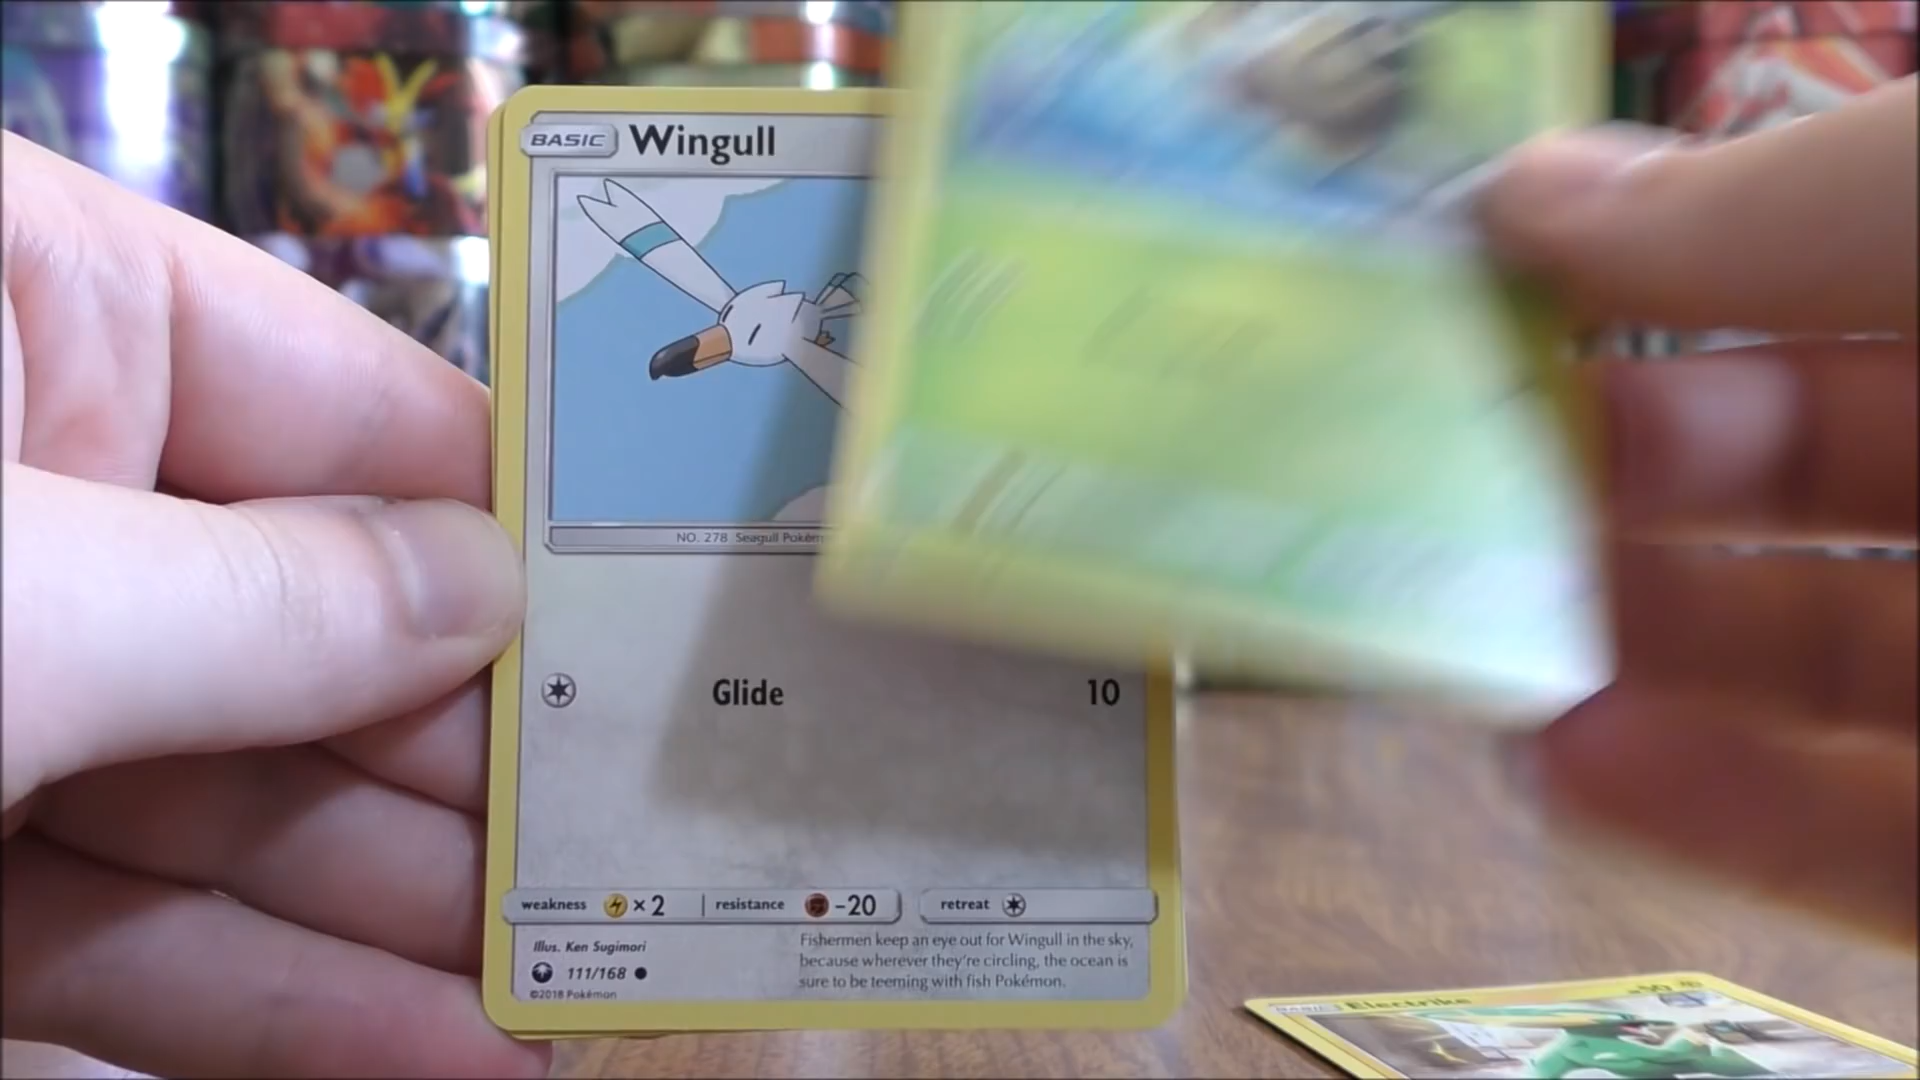 BASIC Wingull
NO. 278 Seagull Pokém
Glide 10
weakness ×2 resistance -20 retreat
Illus. Ken Sugimori
111/168
©2018 Pokémon
Fishermen keep an eye out for Wingull in the sky,
because wherever they're circling, the ocean is
sure to be teeming with fish Pokémon.
BASIC Electrike